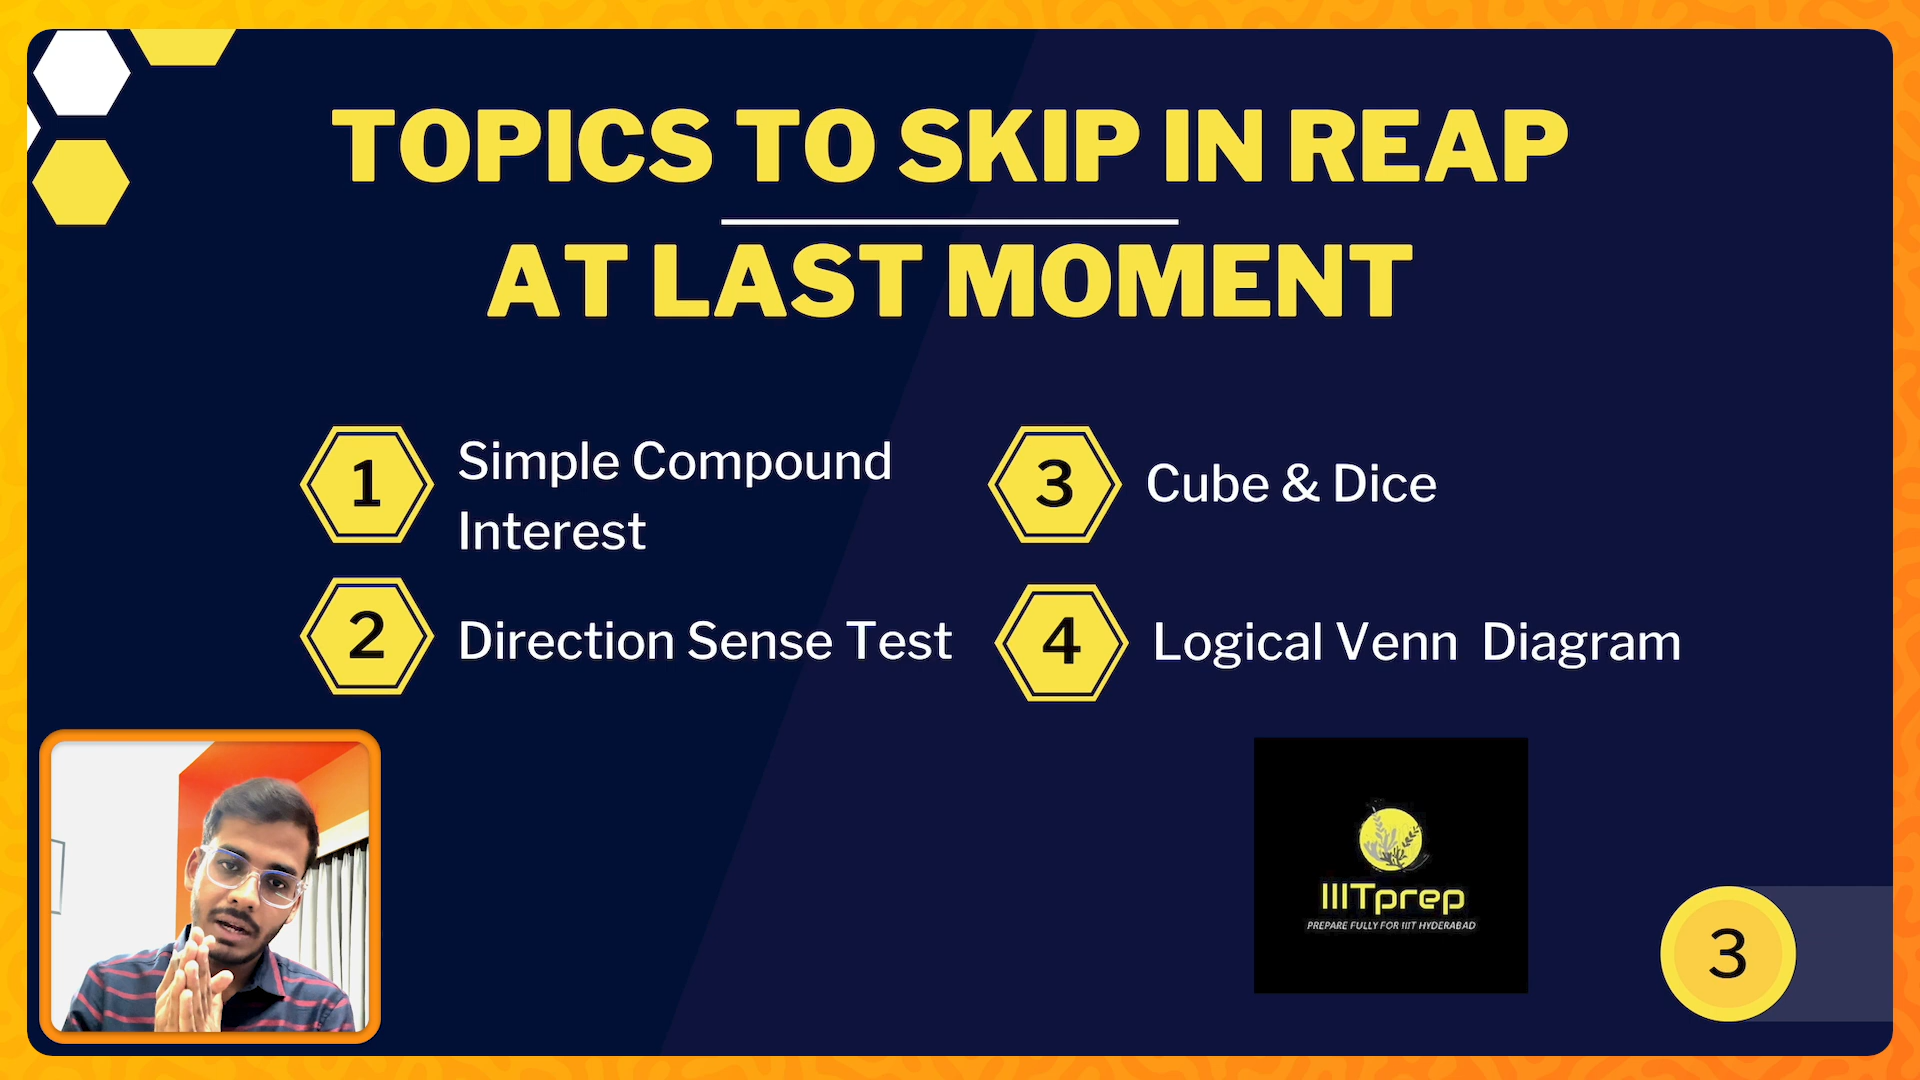 TOPICS TO SKIP IN REAP
AT LAST MOMENT
1
Simple Compound
Interest
2
Direction Sense Test
3
Cube & Dice
4
Logical Venn Diagram
IIITprep
PREPARE FULLY FOR IIIT HYDERABAD
3